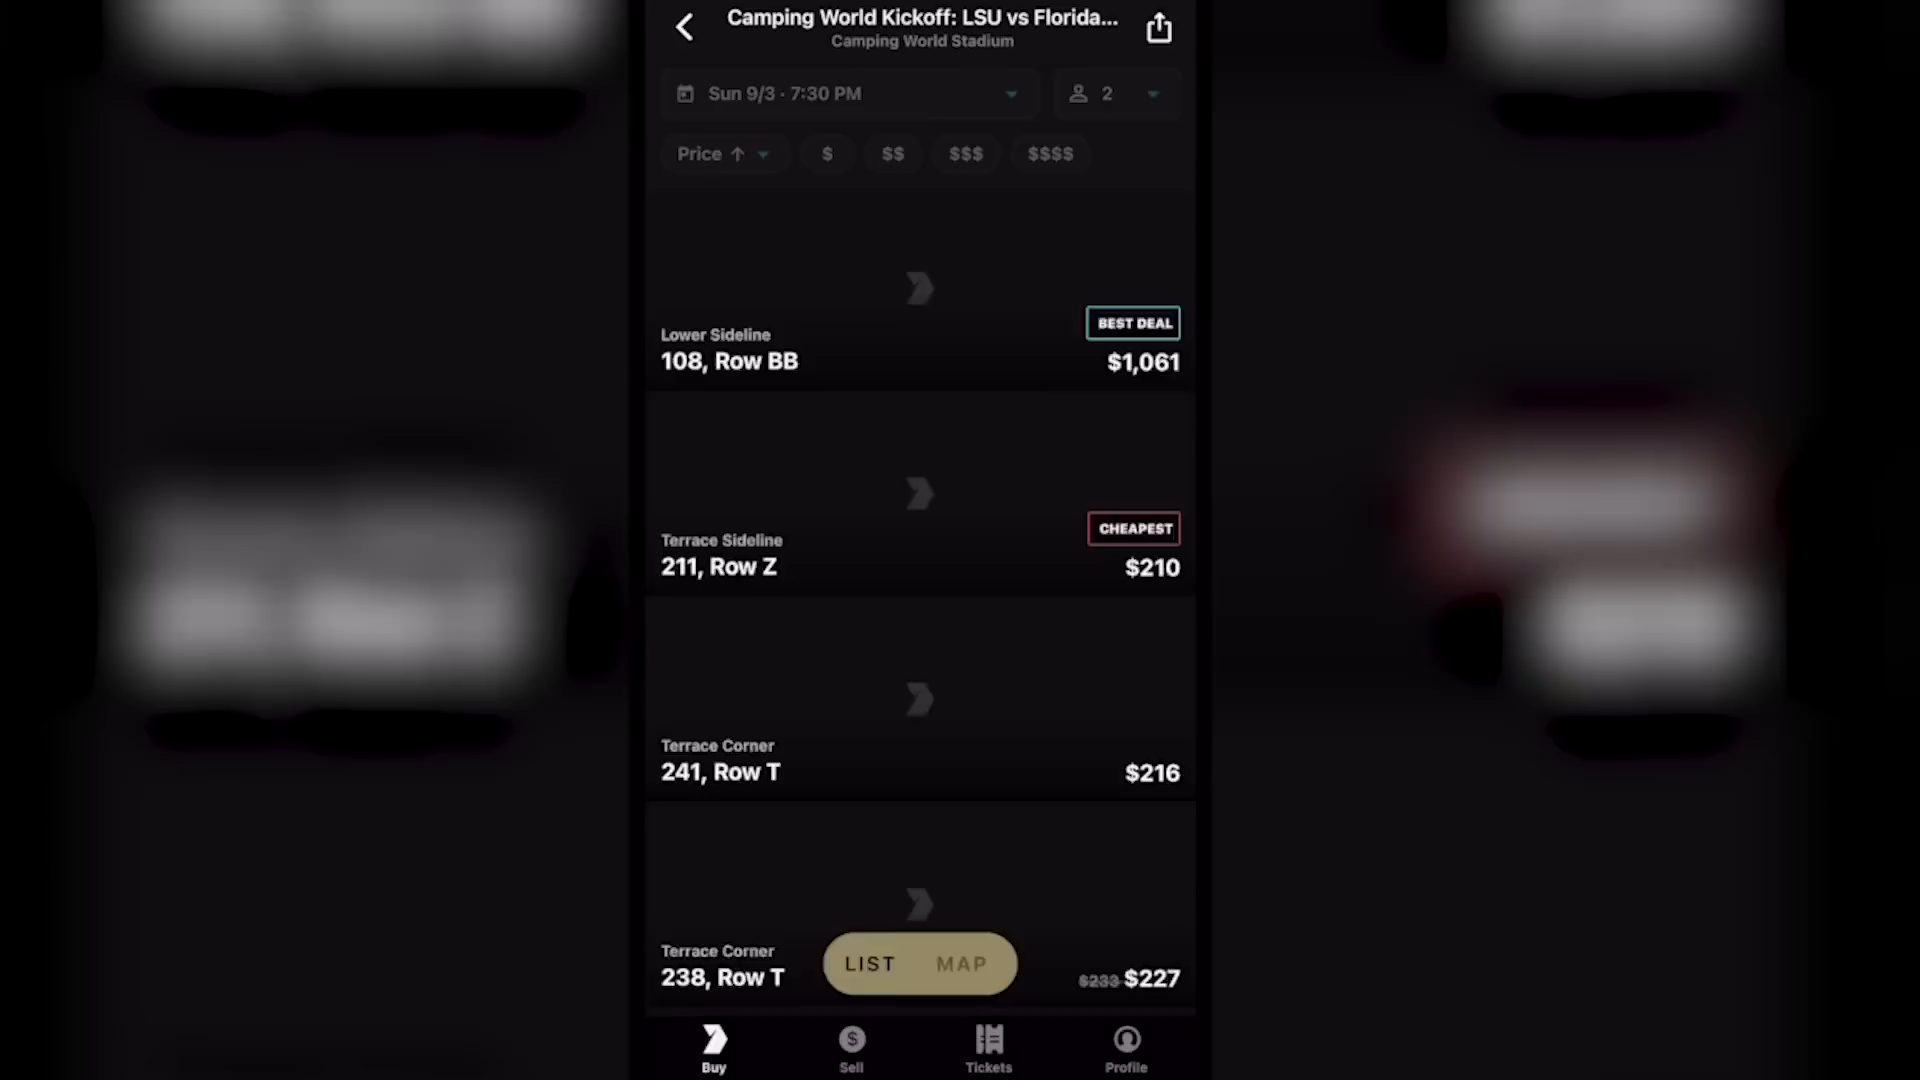 Camping World Kickoff: LSU vs Florida...
Camping World Stadium
Sun 9/3 · 7:30 PM
2
Price ↑
$
$$
$$$
$$$$
BEST DEAL
Lower Sideline
108, Row BB
$1,061
CHEAPEST
Terrace Sideline
211, Row Z
$210
Terrace Corner
241, Row T
$216
Terrace Corner
238, Row T
LIST MAP
$233 $227
Buy
Sell
Tickets
Profile